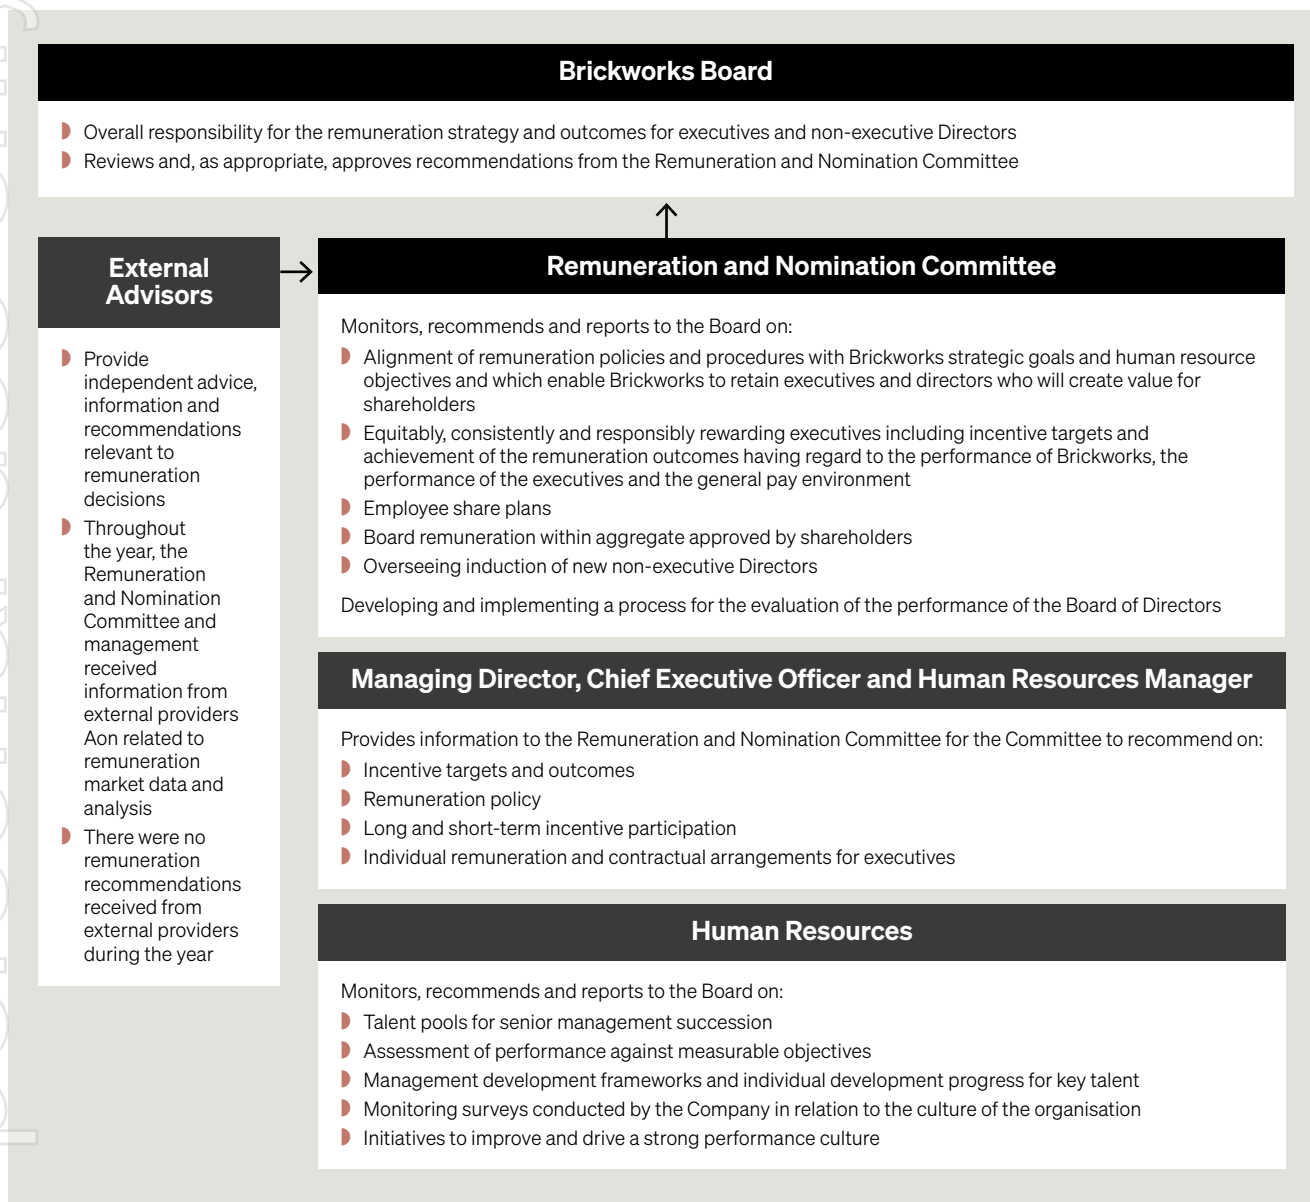 Brickworks Board
Overall responsibility for the remuneration strategy and outcomes for executives and non-executive Directors
Reviews and, as appropriate, approves recommendations from the Remuneration and Nomination Committee
External
Advisors
Provide
independent advice,
information and
recommendations
relevant to
remuneration
decisions
Throughout
the year, the
Remuneration
and Nomination
Committee and
management
received
information from
external providers
Aon related to
remuneration
market data and
analysis
There were no
remuneration
recommendations
received from
external providers
during the year
Remuneration and Nomination Committee
Monitors, recommends and reports to the Board on:
Alignment of remuneration policies and procedures with Brickworks strategic goals and human resource
objectives and which enable Brickworks to retain executives and directors who will create value for
shareholders
Equitably, consistently and responsibly rewarding executives including incentive targets and
achievement of the remuneration outcomes having regard to the performance of Brickworks, the
performance of the executives and the general pay environment
Employee share plans
Board remuneration within aggregate approved by shareholders
Overseeing induction of new non-executive Directors
Developing and implementing a process for the evaluation of the performance of the Board of Directors
Managing Director, Chief Executive Officer and Human Resources Manager
Provides information to the Remuneration and Nomination Committee for the Committee to recommend on:
Incentive targets and outcomes
Remuneration policy
Long and short-term incentive participation
Individual remuneration and contractual arrangements for executives
Human Resources
Monitors, recommends and reports to the Board on:
Talent pools for senior management succession
Assessment of performance against measurable objectives
Management development frameworks and individual development progress for key talent
Monitoring surveys conducted by the Company in relation to the culture of the organisation
Initiatives to improve and drive a strong performance culture